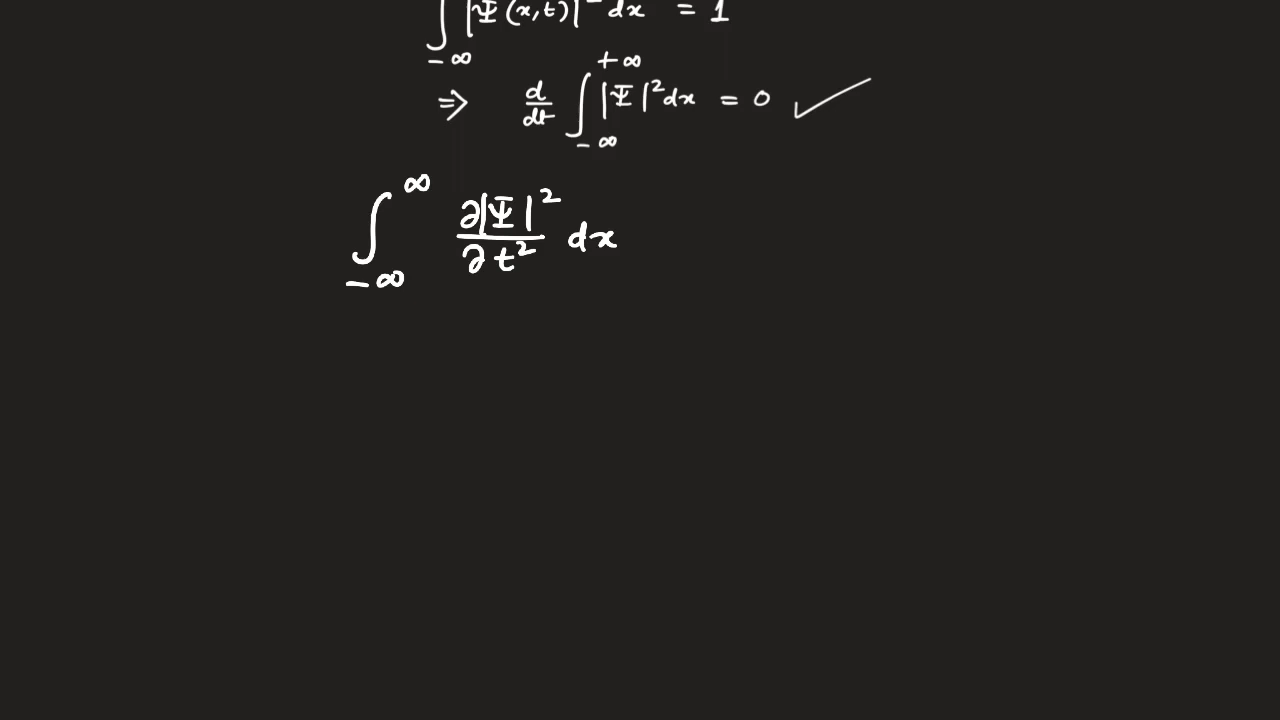 ∫_{-∞} |Ψ(x,t)|² dx = 1
⇒ d/dt ∫_{-∞}^{+∞} |Ψ|² dx = 0 ✓
∫_{-∞}^{∞} ∂|Ψ|²/∂t² dx